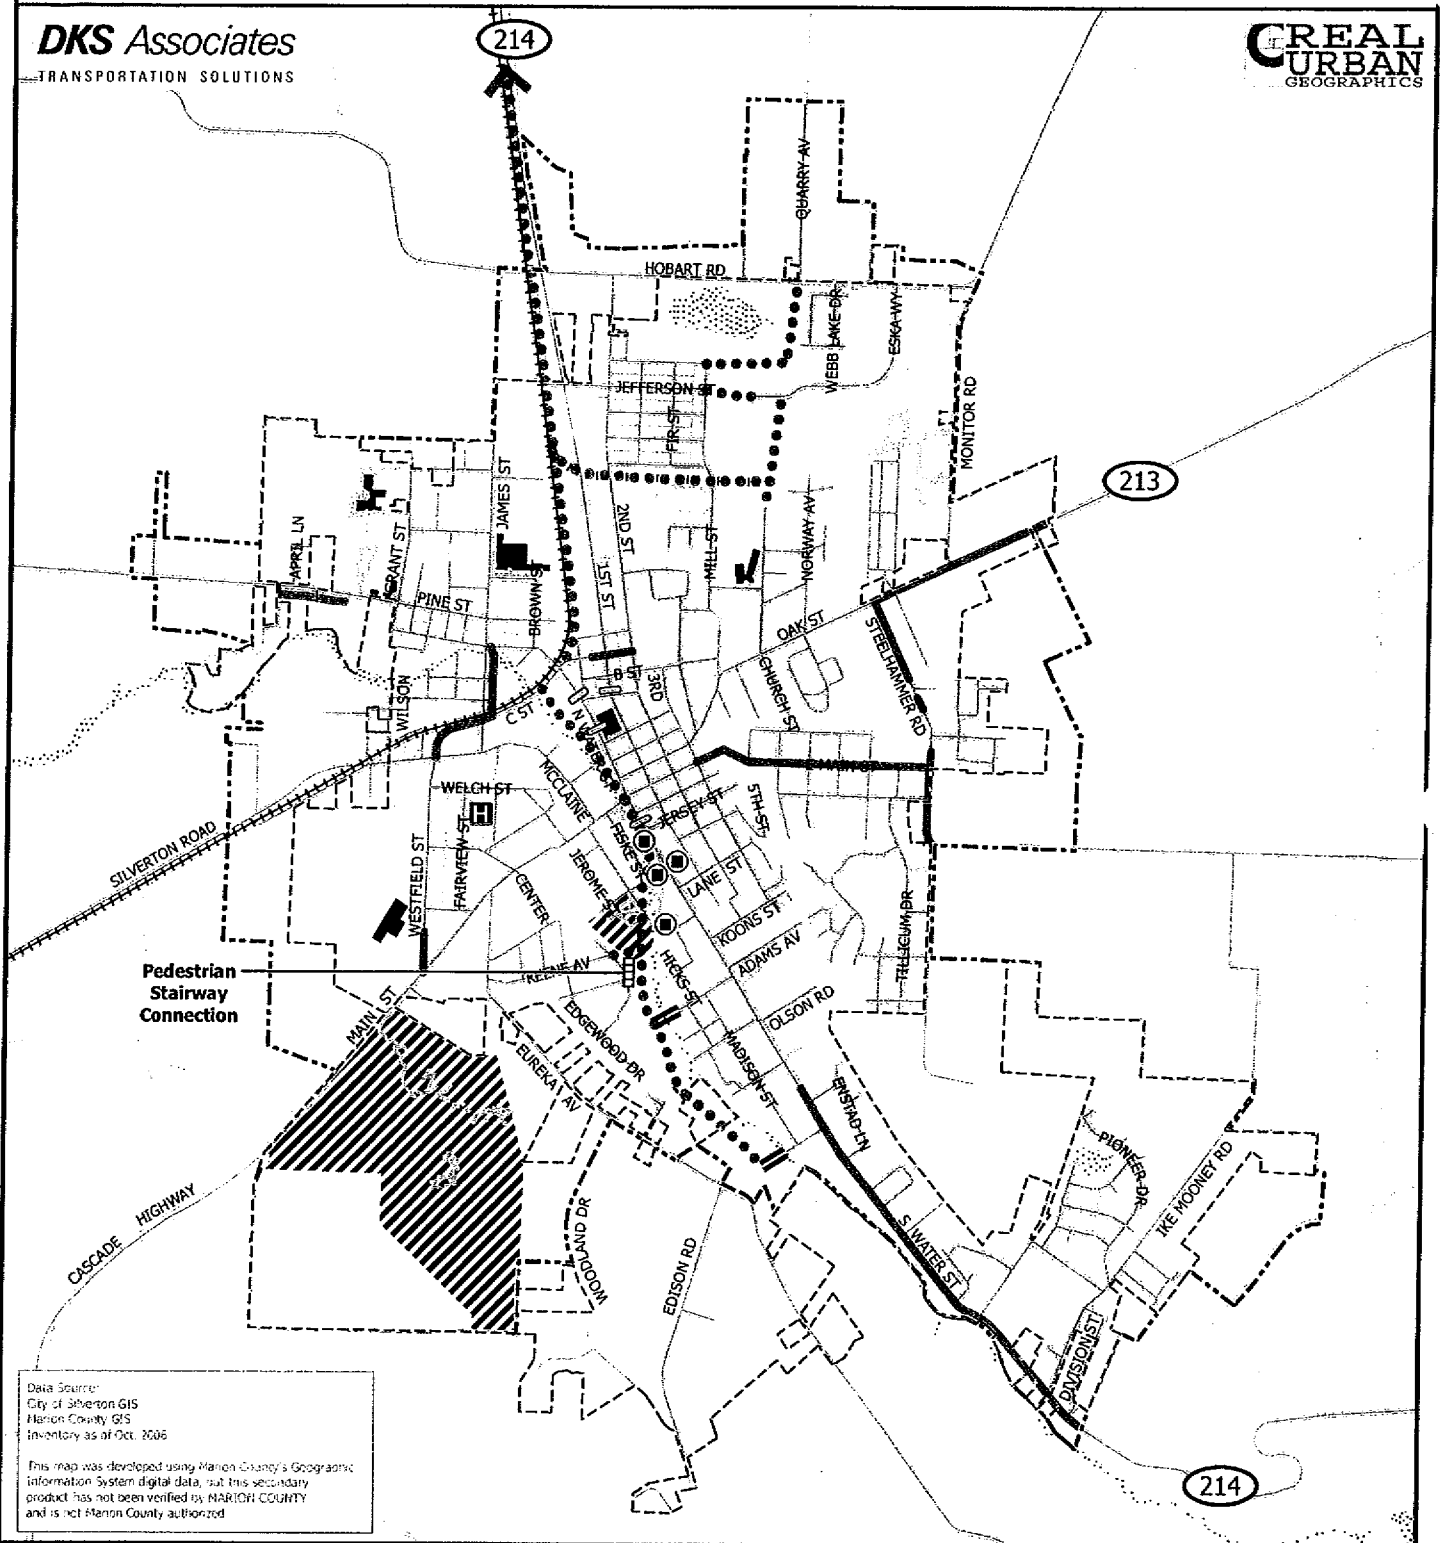 DKS Associates
TRANSPORTATION SOLUTIONS
214
CREAL
URBAN
GEOGRAPHICS
QUARRY AV
HOBART RD
WEBB LAKE DR
ESKA WY
JEFFERSON ST
FIR ST
MONITOR RD
213
JAMES ST
2ND ST
APRIL LN
GRANT ST
MILL ST
NORWAY AV
1ST ST
BROWN ST
PINE ST
OAK ST
STEELHAMMER RD
B ST
3RD
CHURCH ST
WILSON
C ST
N WATER ST
E MAIN ST
MCCLAINE
WELCH ST
H
JERSEY ST
5TH ST
FISKE ST
SILVERTON ROAD
WESTFIELD ST
FAIRVIEW ST
JEROME ST
LANE ST
CENTER
KOONS ST
TILLICUM DR
ADAMS AV
KEENE AV
HICKS ST
Pedestrian
Stairway
Connection
MAIN ST
EDGEWOOD DR
OLSON RD
EUREKA AV
MADISON ST
ENSTAD LN
PIONEER DR
IKE MOONEY RD
CASCADE HIGHWAY
WOODLAND DR
EDISON RD
S WATER ST
DIVISION ST
214
Data Source:
City of Silverton GIS
Marion County GIS
Inventory as of Oct. 2006
This map was developed using Marion County's Geographic
Information System digital data, but this secondary
product has not been verified by MARION COUNTY
and is not Marion County authorized